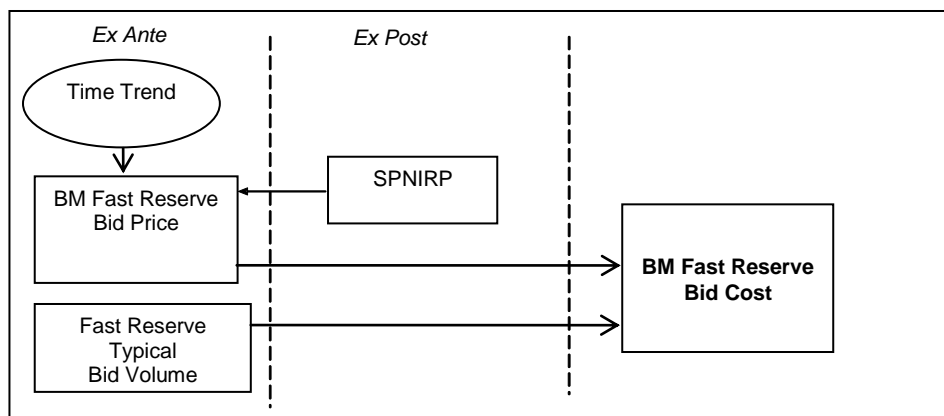 Ex Ante
Ex Post
Time Trend
SPNIRP
BM Fast Reserve
Bid Price
BM Fast Reserve
Bid Cost
Fast Reserve
Typical
Bid Volume